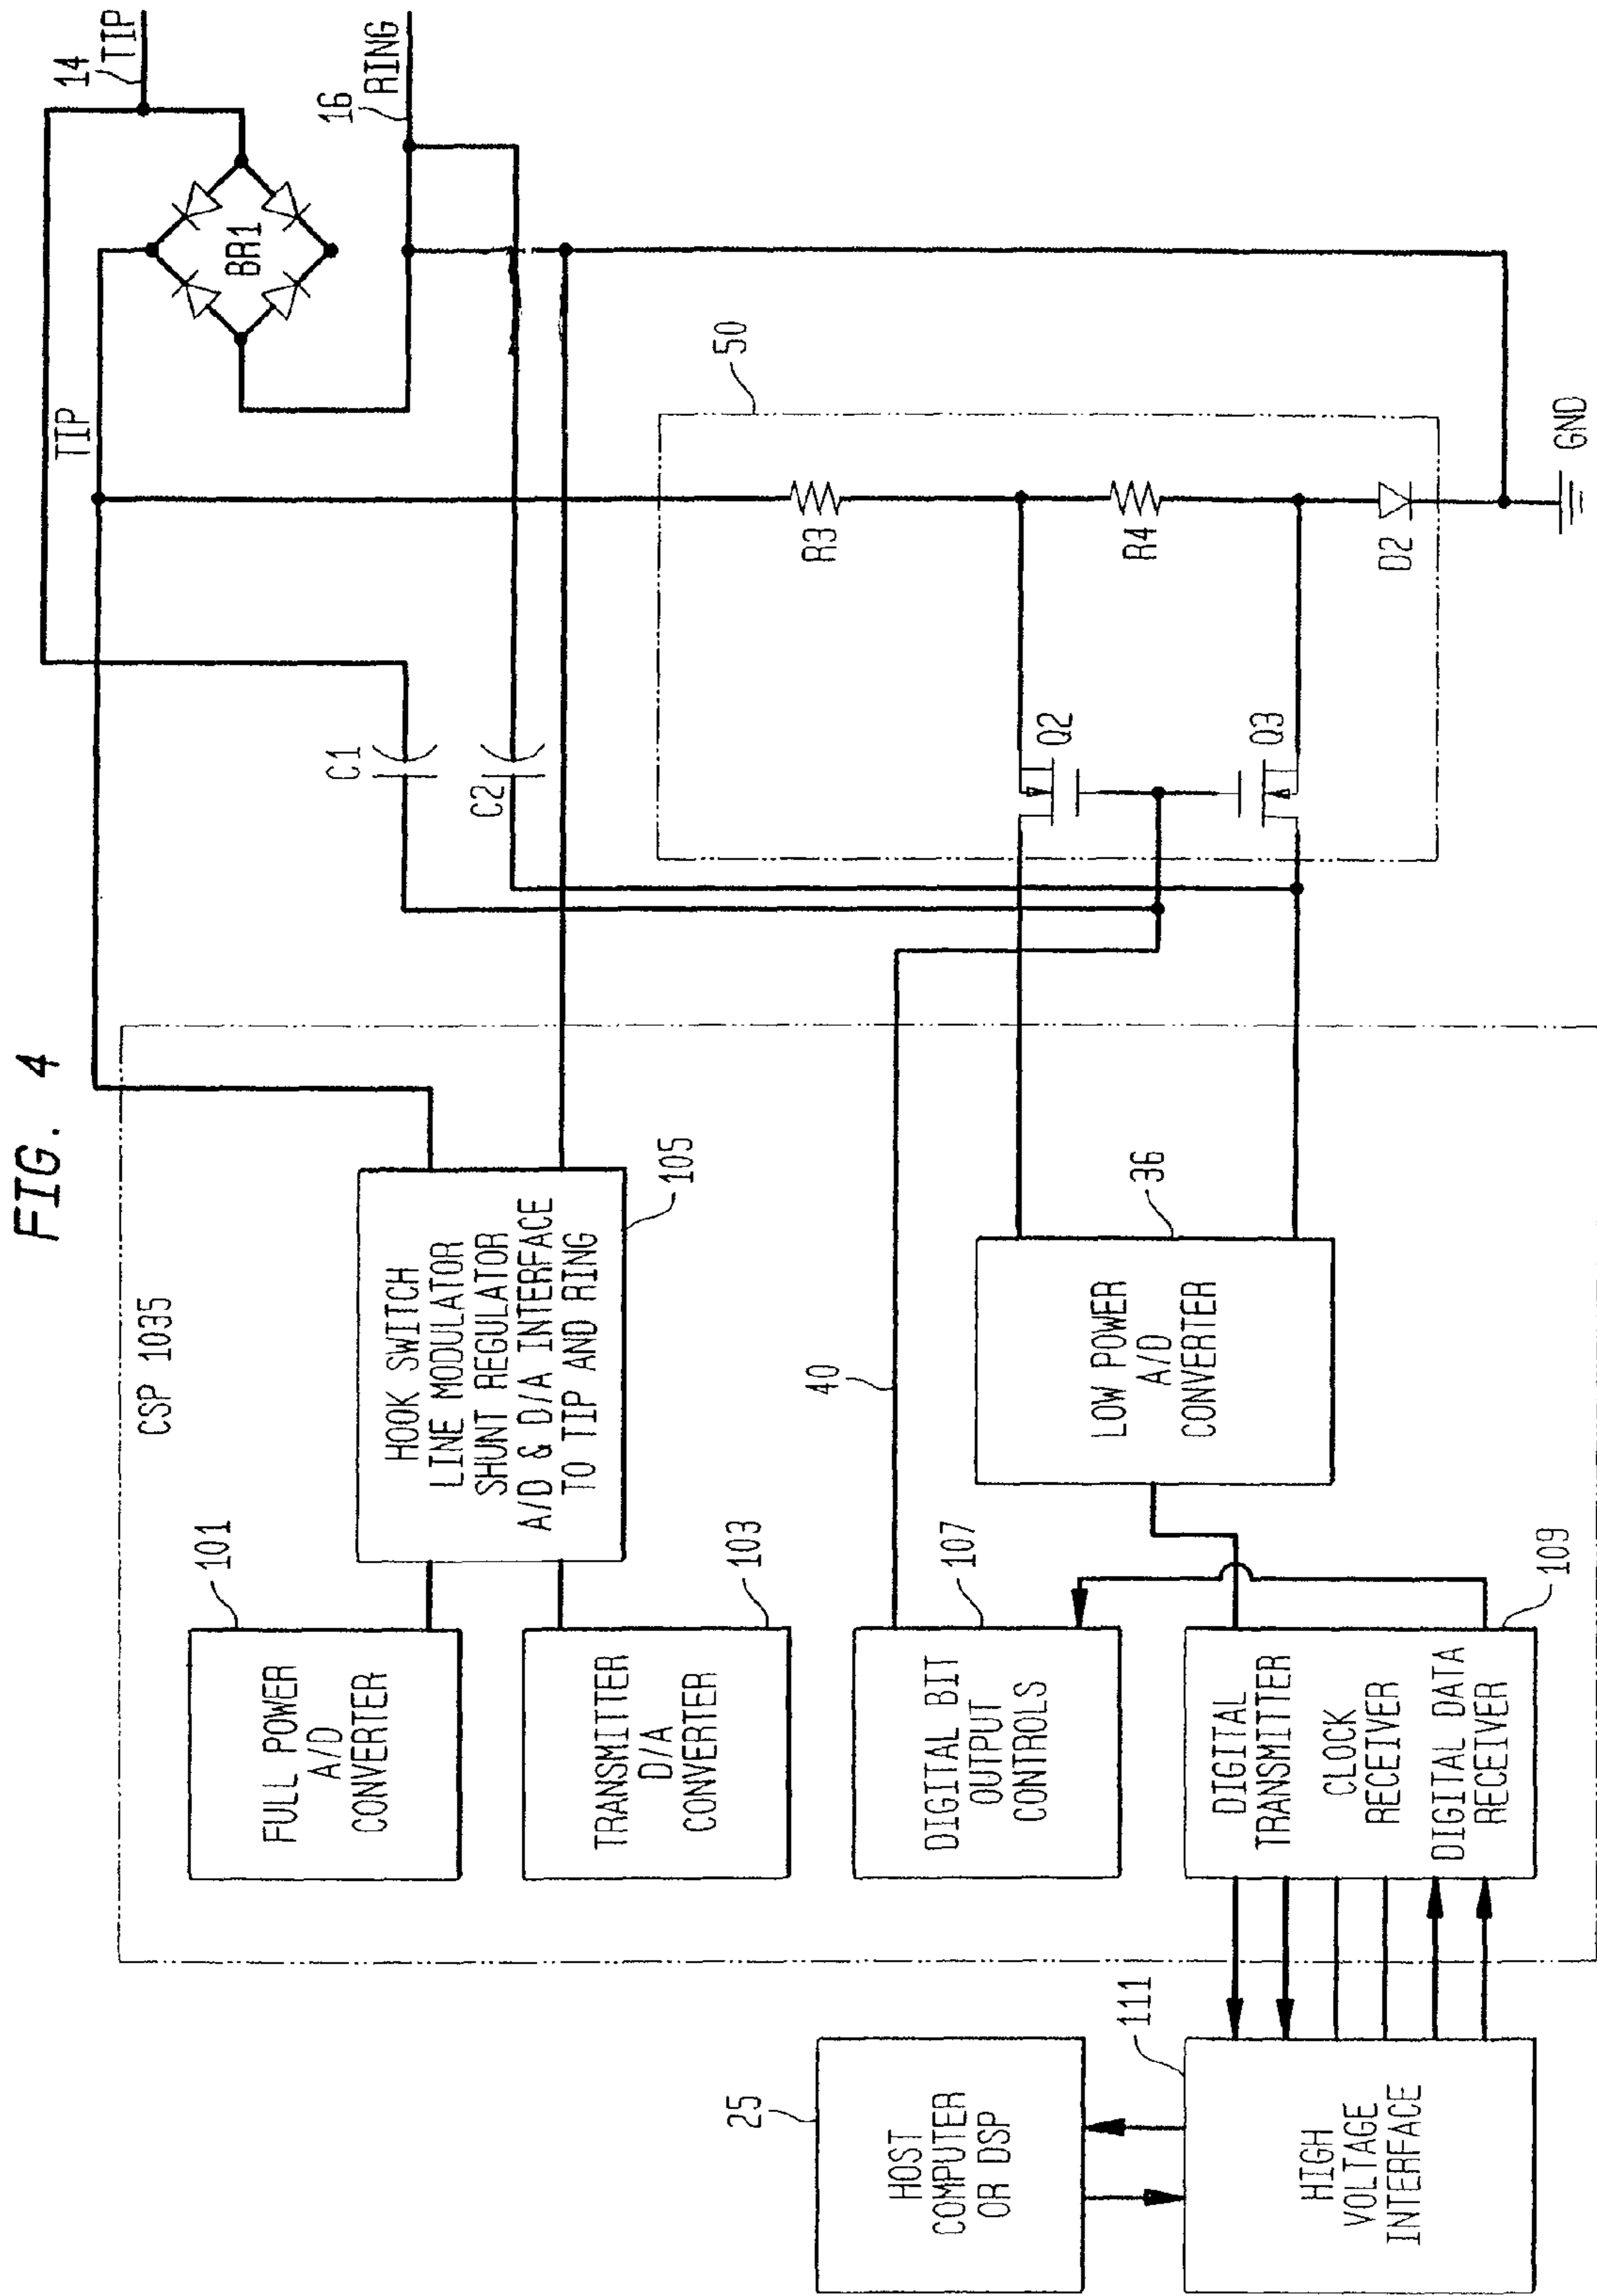 FIG. 4
14
TIP
16
RING
BR1
TIP
50
R3
R4
D2
GND
C1
C2
Q2
Q3
CSP 1035
105
HOOK SWITCH
LINE MODULATOR
SHUNT REGULATOR
A/D & D/A INTERFACE
TO TIP AND RING
101
FULL POWER
A/D
CONVERTER
103
TRANSMITTER
D/A
CONVERTER
40
36
LOW POWER
A/D
CONVERTER
107
DIGITAL BIT
OUTPUT
CONTROLS
109
DIGITAL
TRANSMITTER
CLOCK
RECEIVER
DIGITAL DATA
RECEIVER
25
HOST
COMPUTER
OR DSP
111
HIGH
VOLTAGE
INTERFACE